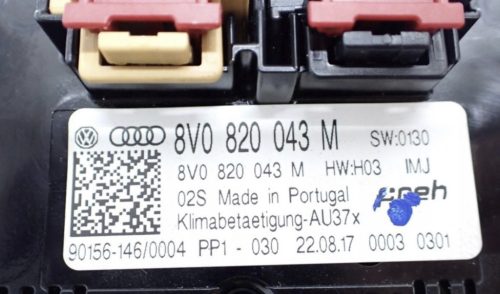 8V0 820 043 M SW:0130
8V0 820 043 M HW:H03 IMJ
02S Made in Portugal preh
Klimabetaetigung-AU37x
90156-146/0004 PP1 - 030 22.08.17 0003 0301